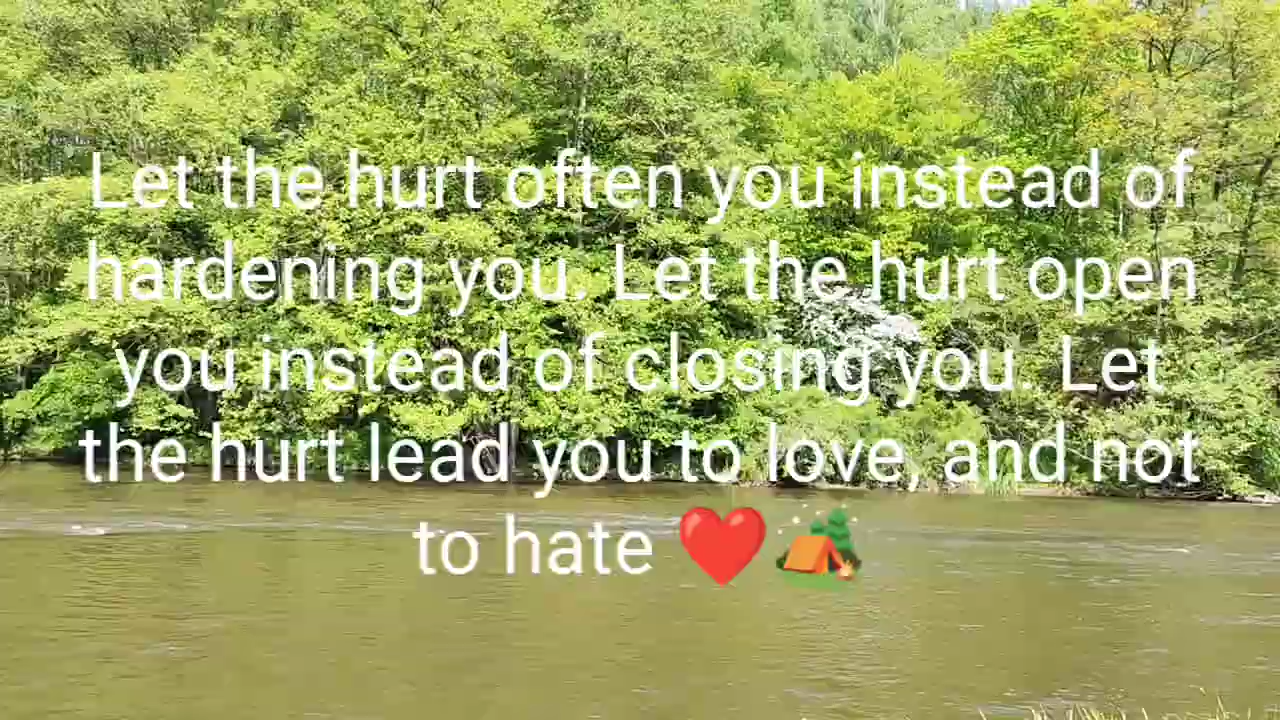 Let the hurt often you instead of
hardening you. Let the hurt open
you instead of closing you. Let
the hurt lead you to love, and not
to hate ❤️🏕️